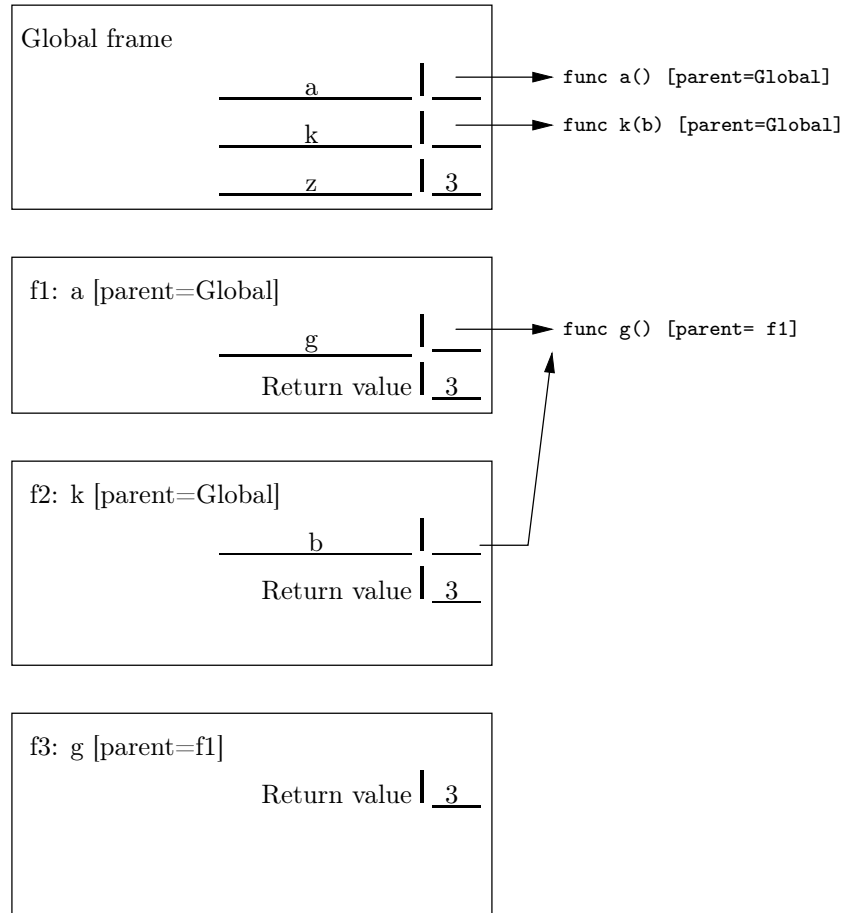 Global frame
a
func a() [parent=Global]
k
func k(b) [parent=Global]
z 3
f1: a [parent=Global]
g
func g() [parent= f1]
Return value 3
f2: k [parent=Global]
b
Return value 3
f3: g [parent=f1]
Return value 3